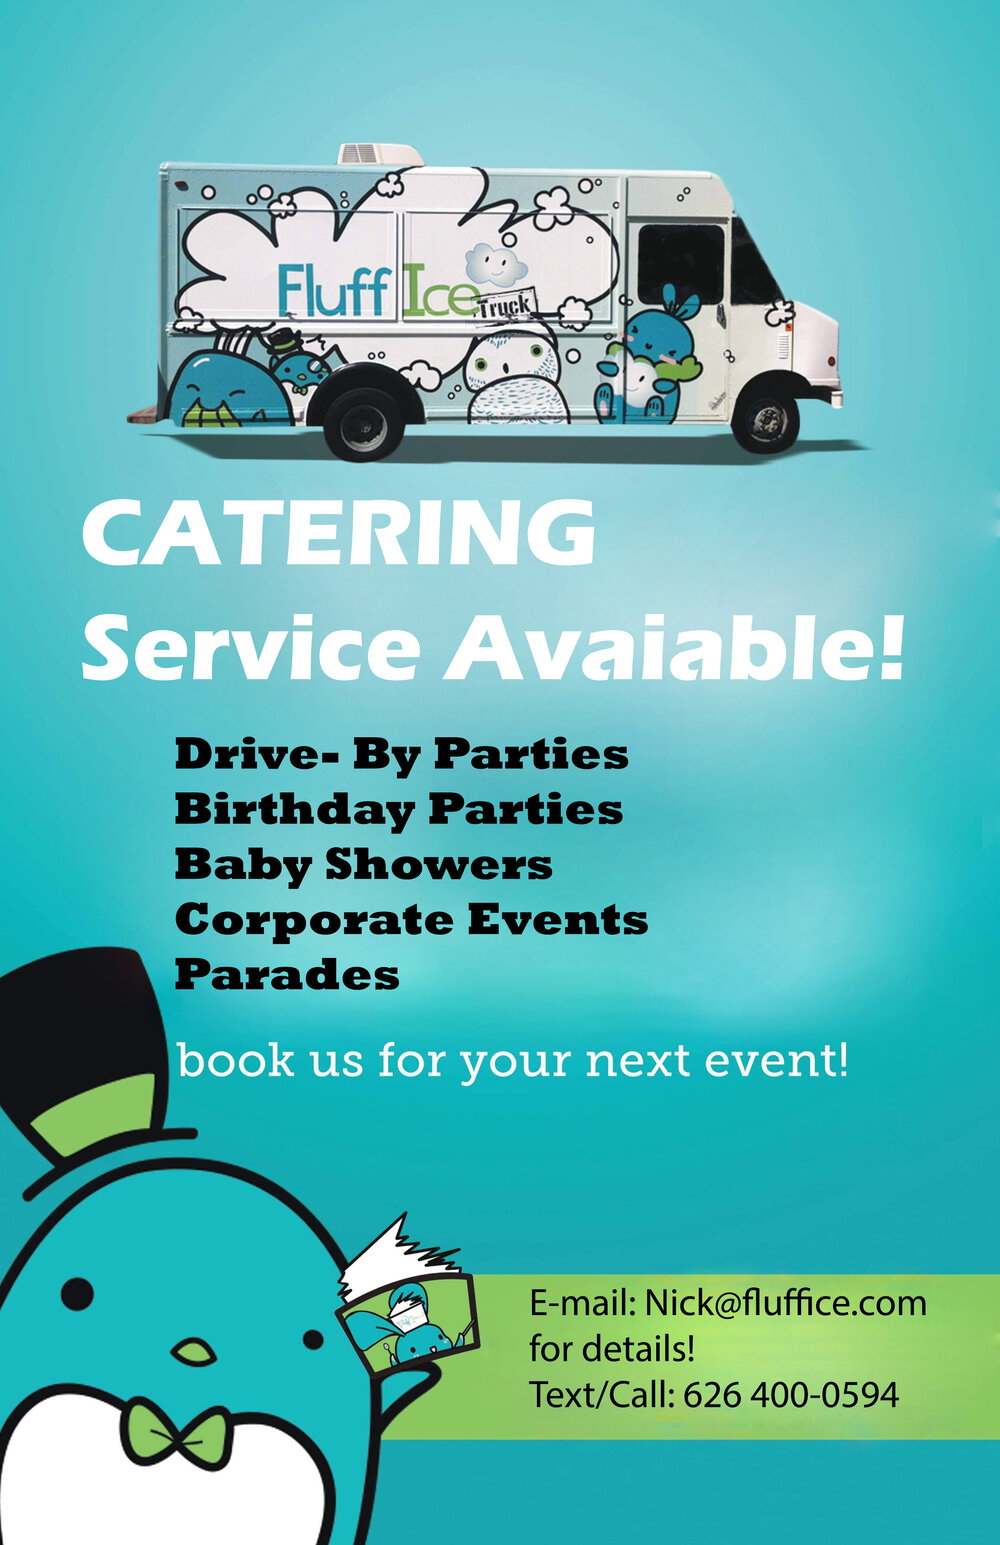 Fluff Ice
Truck
CATERING
Service Avaiable!
Drive- By Parties
Birthday Parties
Baby Showers
Corporate Events
Parades
book us for your next event!
E-mail: Nick@fluffice.com
for details!
Text/Call: 626 400-0594